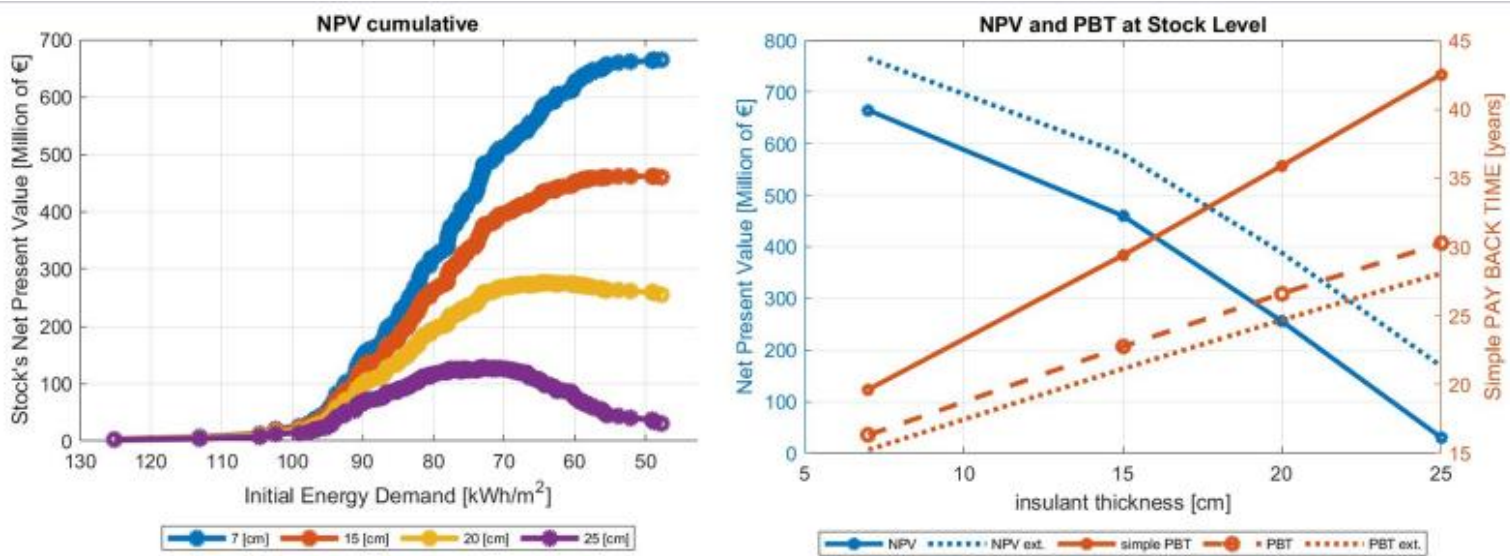 NPV cumulative
Stock's Net Present Value [Million of €]
700
600
500
400
300
200
100
0
130 120 110 100 90 80 70 60 50
Initial Energy Demand [kWh/m²]
7 [cm] 15 [cm] 20 [cm] 25 [cm]
NPV and PBT at Stock Level
Net Present Value [Million of €]
800
700
600
500
400
300
200
100
0
5 10 15 20 25
insulant thickness [cm]
45
40
35
30
25
20
15
Simple PAY BACK TIME [years]
NPV NPV ext. simple PBT PBT PBT ext.